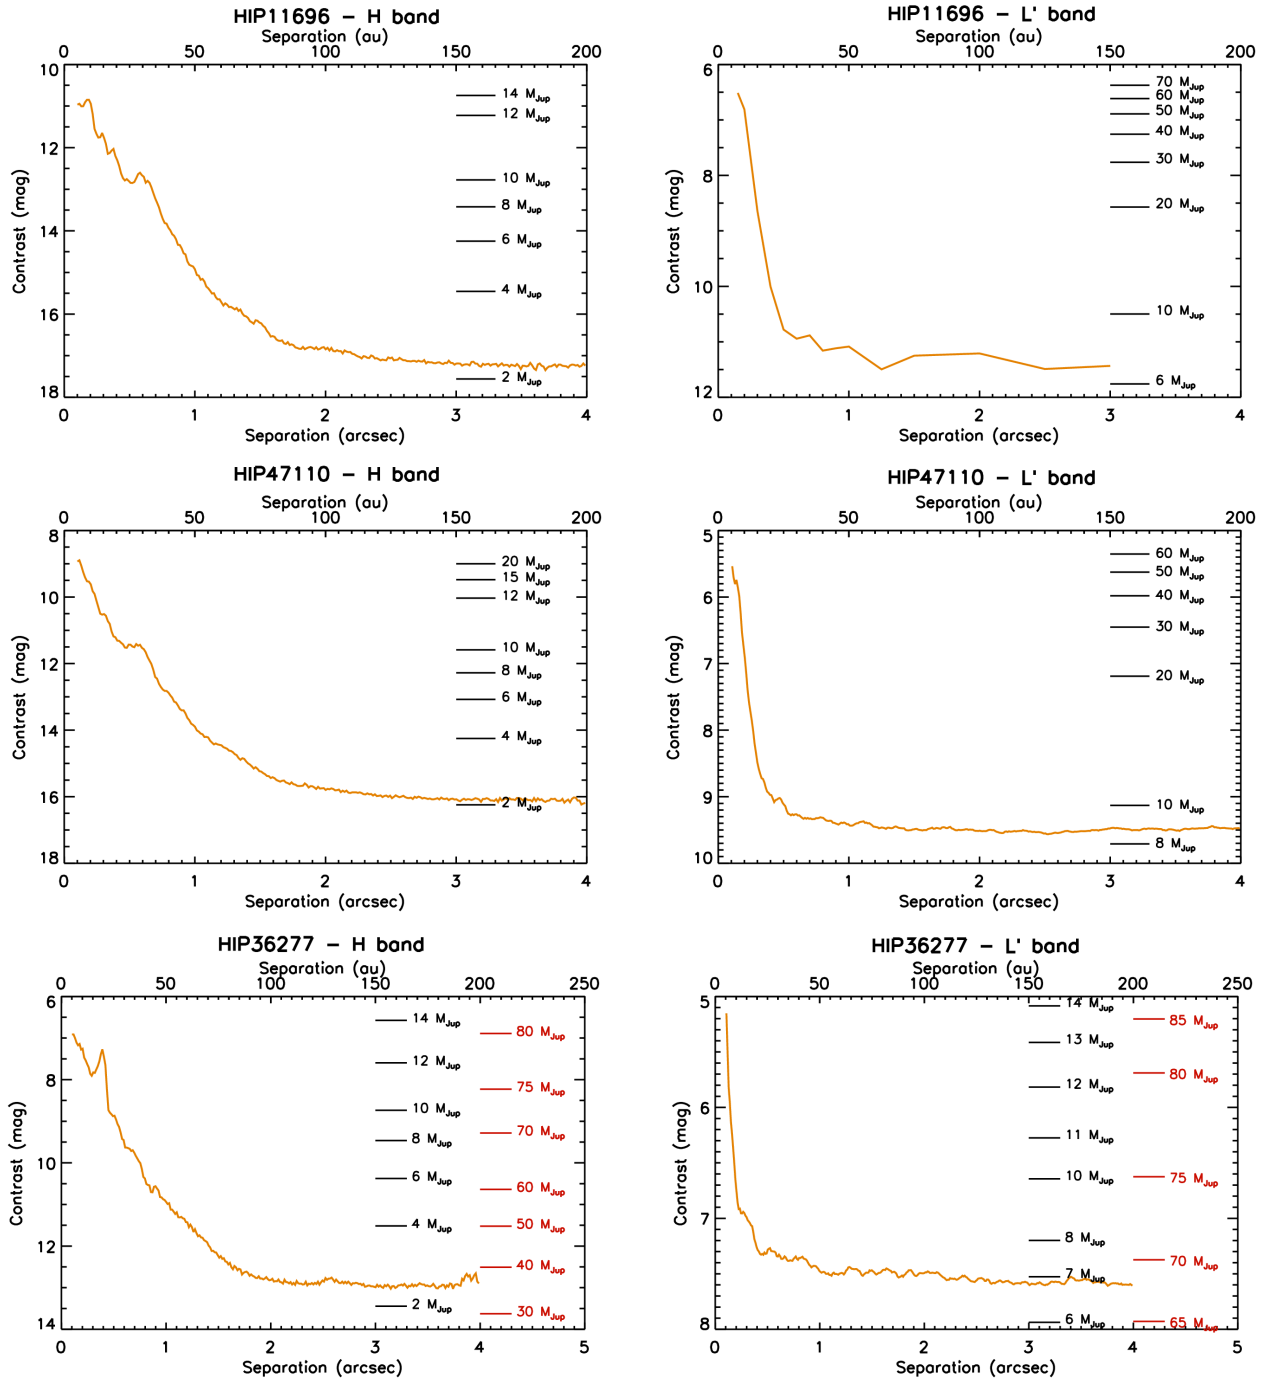 HIP11696 – H band
Separation (au)
0 50 100 150 200
10
12
14
16
18
Contrast (mag)
14 MJup
12 MJup
10 MJup
8 MJup
6 MJup
4 MJup
2 MJup
0 1 2 3 4
Separation (arcsec)
HIP11696 – L' band
Separation (au)
0 50 100 150 200
6
8
10
12
Contrast (mag)
70 MJup
60 MJup
50 MJup
40 MJup
30 MJup
20 MJup
10 MJup
6 MJup
0 1 2 3 4
Separation (arcsec)
HIP47110 – H band
Separation (au)
0 50 100 150 200
8
10
12
14
16
18
Contrast (mag)
20 MJup
15 MJup
12 MJup
10 MJup
8 MJup
6 MJup
4 MJup
2 MJup
0 1 2 3 4
Separation (arcsec)
HIP47110 – L' band
Separation (au)
0 50 100 150 200
5
6
7
8
9
10
Contrast (mag)
60 MJup
50 MJup
40 MJup
30 MJup
20 MJup
10 MJup
8 MJup
0 1 2 3 4
Separation (arcsec)
HIP36277 – H band
Separation (au)
0 50 100 150 200 250
6
8
10
12
14
Contrast (mag)
14 MJup
12 MJup
10 MJup
8 MJup
6 MJup
4 MJup
2 MJup
80 MJup
75 MJup
70 MJup
60 MJup
50 MJup
40 MJup
30 MJup
0 1 2 3 4 5
Separation (arcsec)
HIP36277 – L' band
Separation (au)
0 50 100 150 200 250
5
6
7
8
Contrast (mag)
14 MJup
13 MJup
12 MJup
11 MJup
10 MJup
8 MJup
7 MJup
6 MJup
85 MJup
80 MJup
75 MJup
70 MJup
65 MJup
0 1 2 3 4 5
Separation (arcsec)